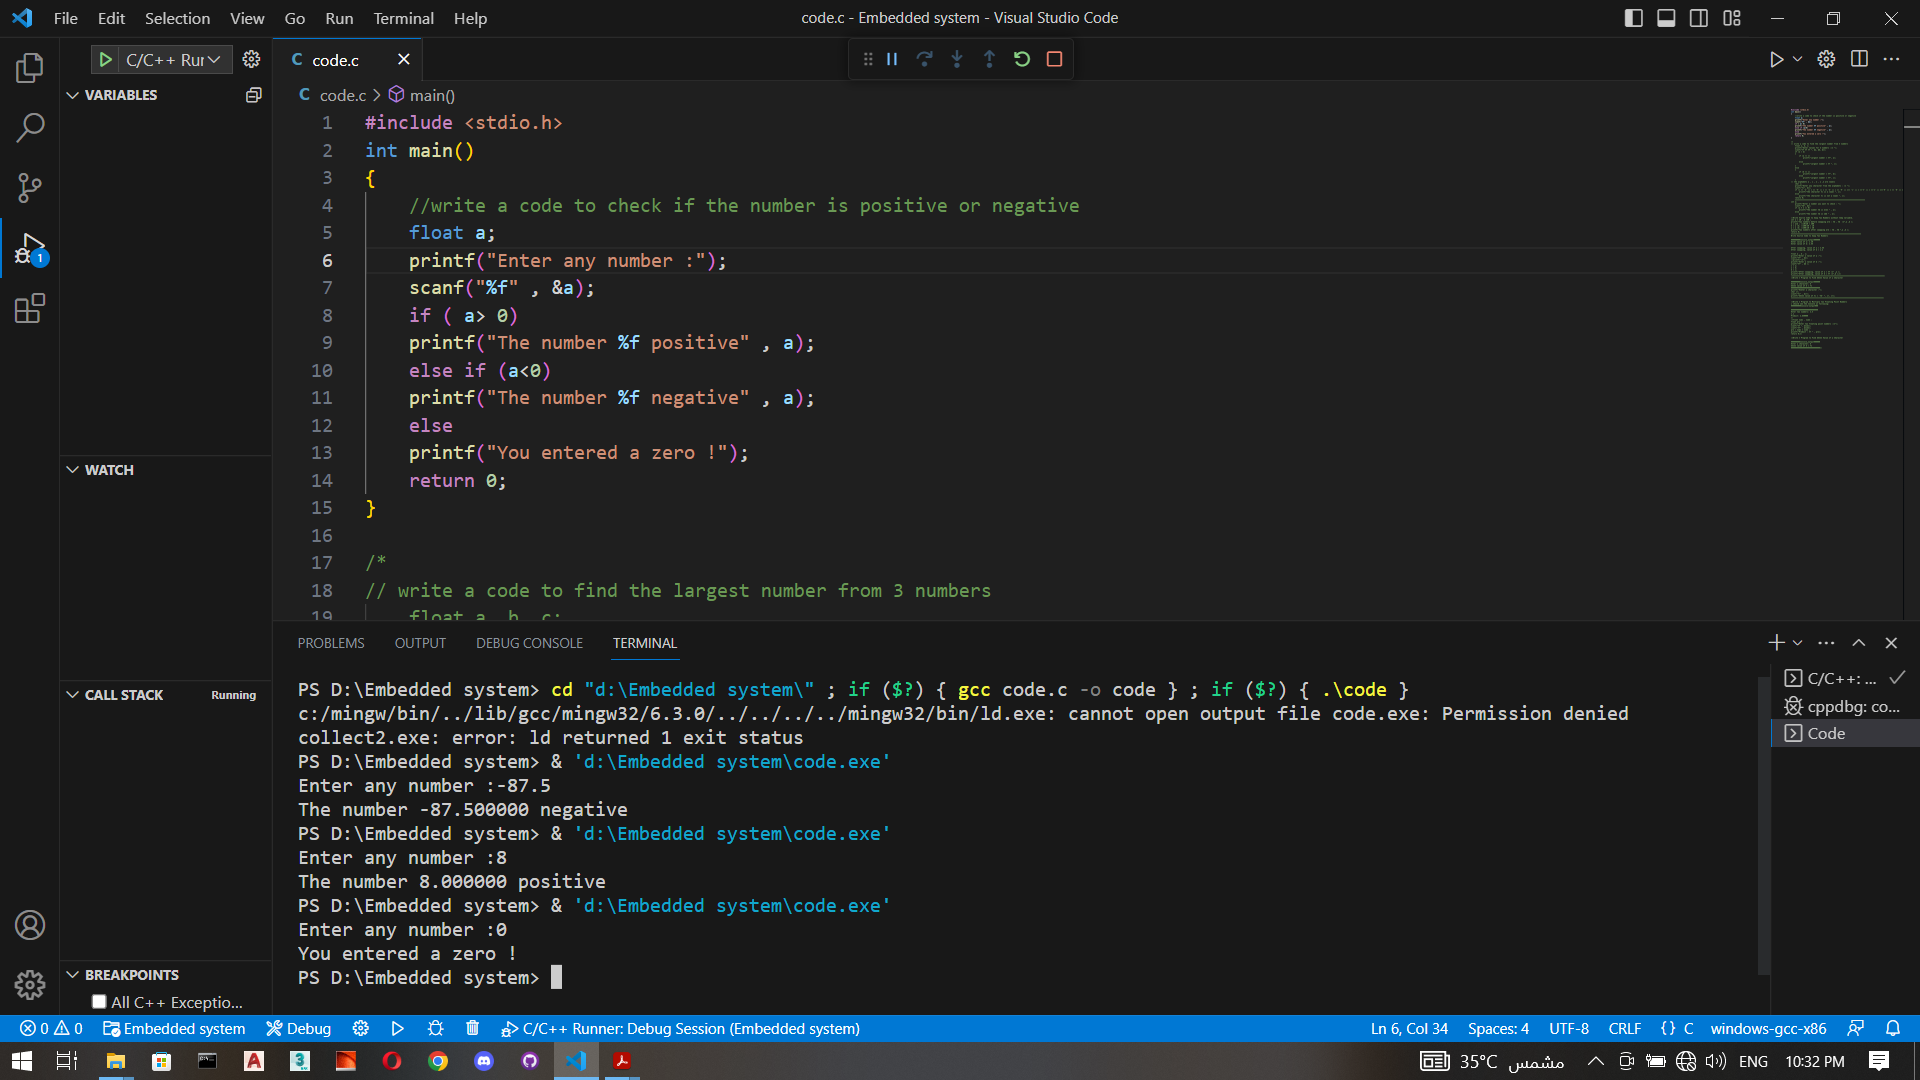 File Edit Selection View Go Run Terminal Help
code.c - Embedded system - Visual Studio Code
C/C++ Rur
C code.c
VARIABLES
C code.c > main()
1 #include <stdio.h>
2 int main()
3 {
4 //write a code to check if the number is positive or negative
5 float a;
6 printf("Enter any number :");
7 scanf("%f" , &a);
8 if ( a> 0)
9 printf("The number %f positive" , a);
10 else if (a<0)
11 printf("The number %f negative" , a);
12 else
13 printf("You entered a zero !");
14 return 0;
15 }
16
17 /*
18 // write a code to find the largest number from 3 numbers
19 float a, b, c;
1
WATCH
CALL STACK Running
BREAKPOINTS
All C++ Exceptio...
PROBLEMS OUTPUT DEBUG CONSOLE TERMINAL
PS D:\Embedded system> cd "d:\Embedded system\" ; if ($?) { gcc code.c -o code } ; if ($?) { .\code }
c:/mingw/bin/../lib/gcc/mingw32/6.3.0/../../../../mingw32/bin/ld.exe: cannot open output file code.exe: Permission denied
collect2.exe: error: ld returned 1 exit status
PS D:\Embedded system> & 'd:\Embedded system\code.exe'
Enter any number :-87.5
The number -87.500000 negative
PS D:\Embedded system> & 'd:\Embedded system\code.exe'
Enter any number :8
The number 8.000000 positive
PS D:\Embedded system> & 'd:\Embedded system\code.exe'
Enter any number :0
You entered a zero !
PS D:\Embedded system>
C/C++: ...
cppdbg: co...
Code
0 0 Embedded system Debug C/C++ Runner: Debug Session (Embedded system)
Ln 6, Col 34 Spaces: 4 UTF-8 CRLF {} C windows-gcc-x86
35°C مشمس ENG 10:32 PM